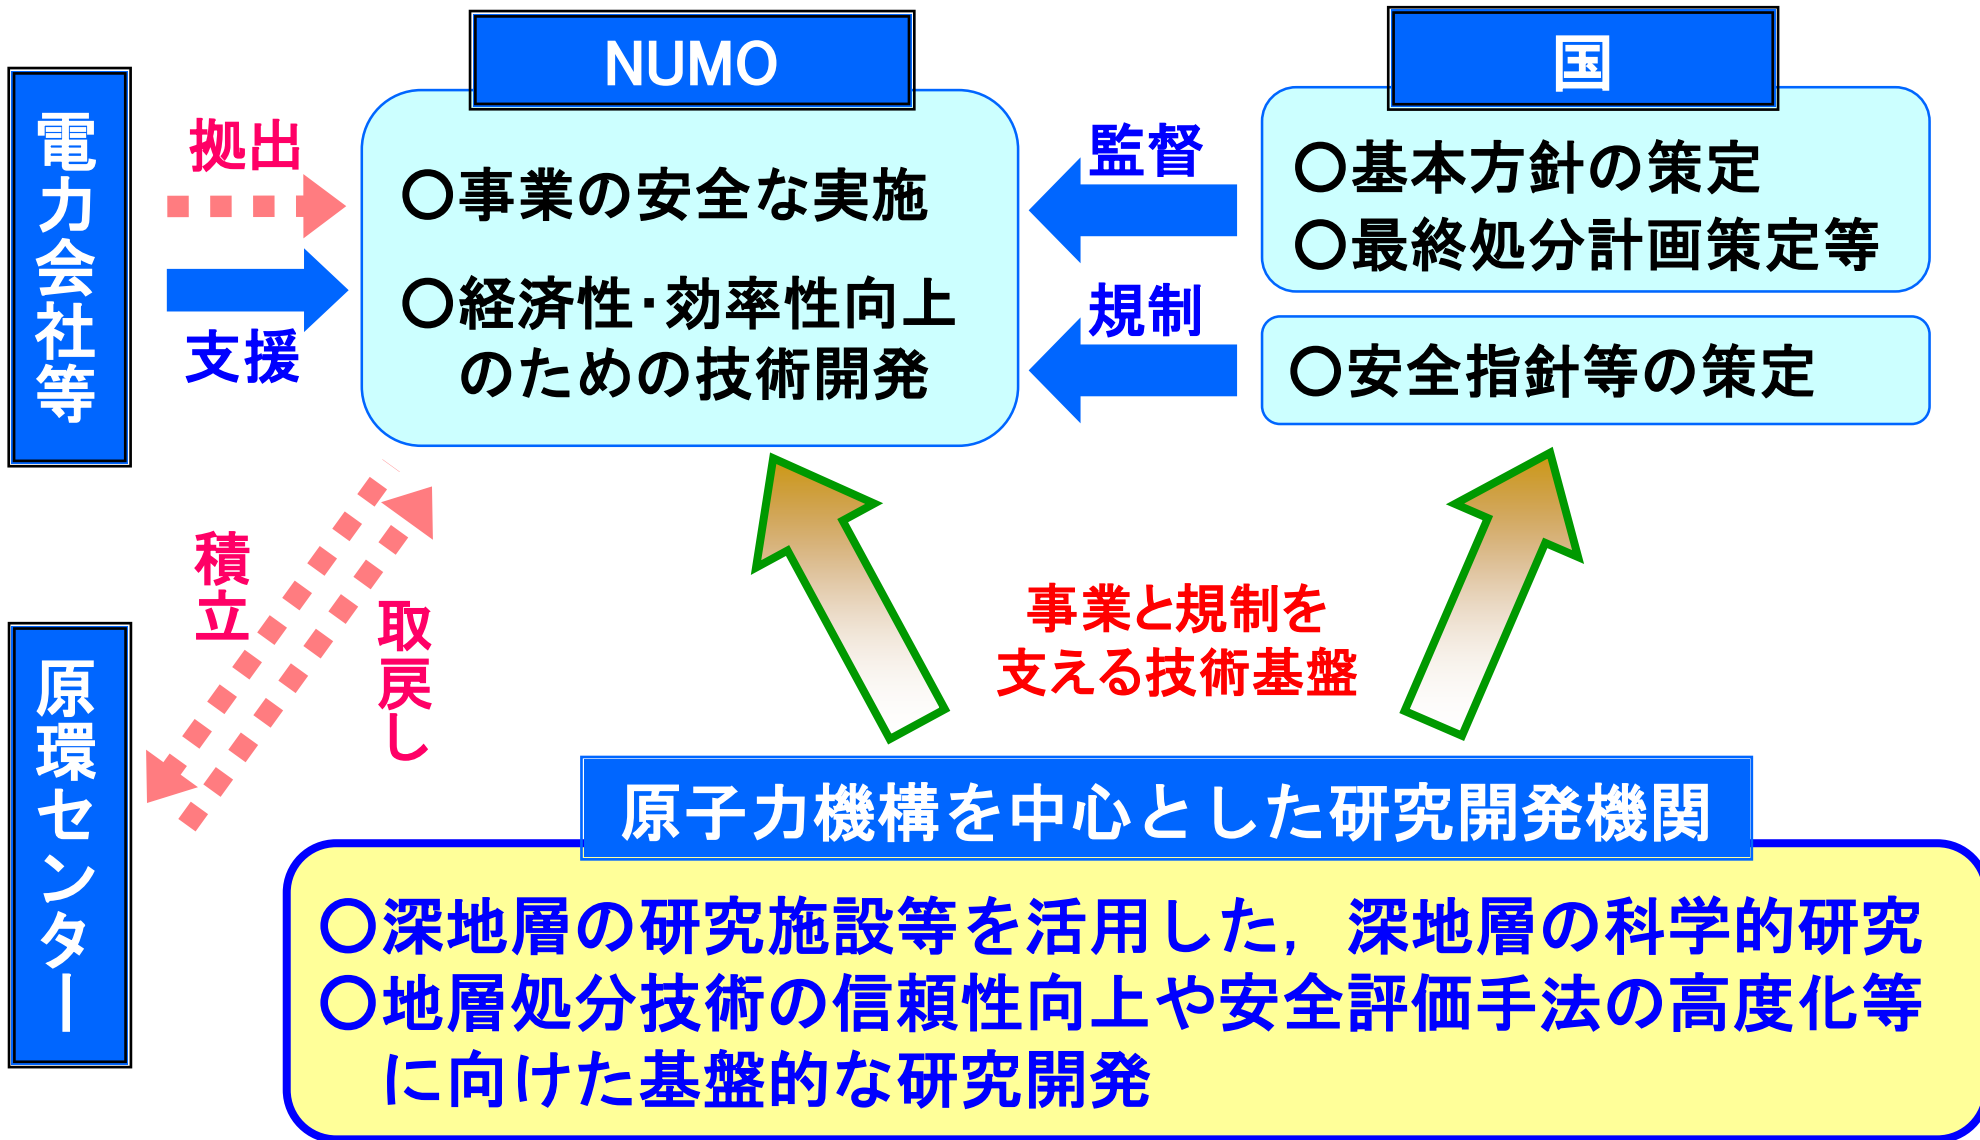 NUMO
国
電力会社等
拠出
支援
〇事業の安全な実施
〇経済性・効率性向上
のための技術開発
監督
規制
〇基本方針の策定
〇最終処分計画策定等
〇安全指針等の策定
積立
取戻し
事業と規制を
支える技術基盤
原環センター
原子力機構を中心とした研究開発機関
〇深地層の研究施設等を活用した，深地層の科学的研究
〇地層処分技術の信頼性向上や安全評価手法の高度化等
に向けた基盤的な研究開発